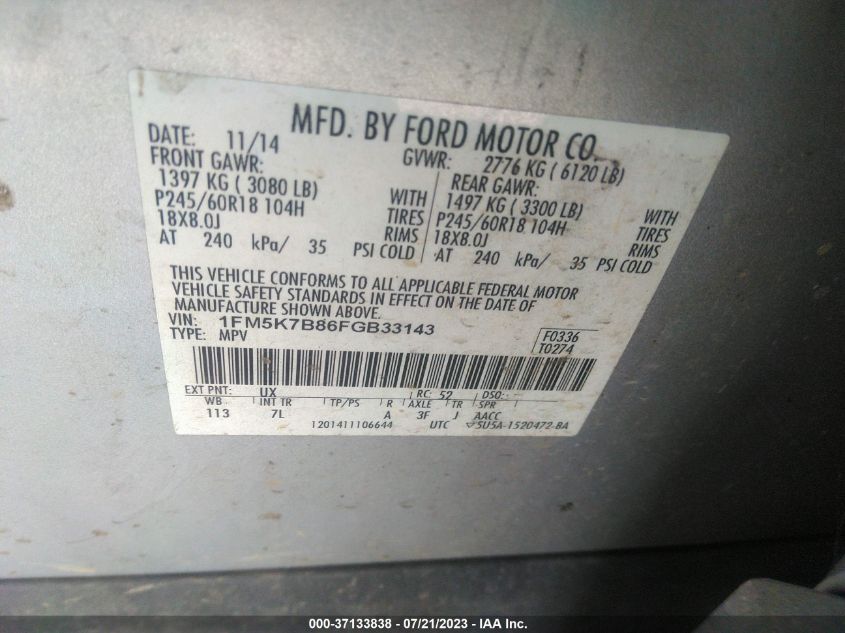 MFD. BY FORD MOTOR CO.
DATE: 11/14 GVWR: 2776 KG ( 6120 LB)
FRONT GAWR: REAR GAWR:
1397 KG ( 3080 LB) WITH 1497 KG ( 3300 LB) WITH
P245/60R18 104H TIRES P245/60R18 104H TIRES
18X8.0J RIMS 18X8.0J RIMS
AT 240 kPa/ 35 PSI COLD AT 240 kPa/ 35 PSI COLD
THIS VEHICLE CONFORMS TO ALL APPLICABLE FEDERAL MOTOR
VEHICLE SAFETY STANDARDS IN EFFECT ON THE DATE OF
MANUFACTURE SHOWN ABOVE.
VIN: 1FM5K7B86FGB33143 F0336
TYPE: MPV T0274
EXT PNT: UX RC: 52 DSO:
WB INT TR TP/PS R AXLE TR SPR
113 7L A 3F J AACC
1201411106644 UTC ▽5U5A-1520472-BA
000-37133838 - 07/21/2023 - IAA Inc.